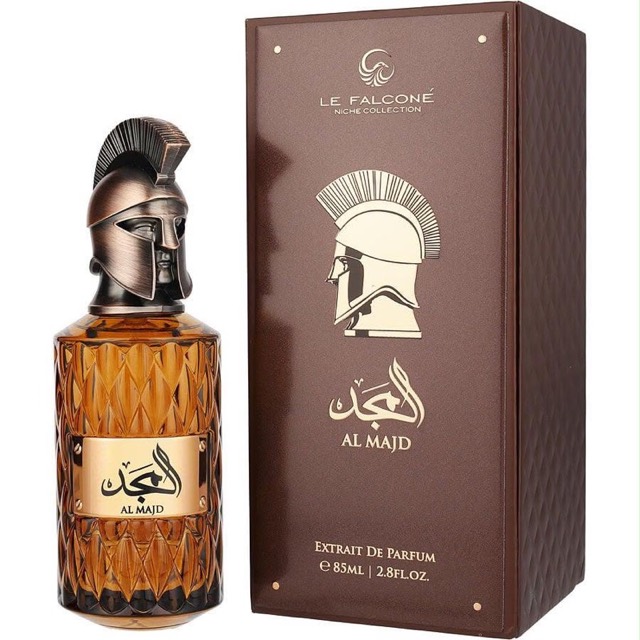 LE FALCONÉ
NICHE COLLECTION
المجد
AL MAJD
EXTRAIT DE PARFUM
℮ 85ML | 2.8FL.OZ.
المجد
AL MAJD